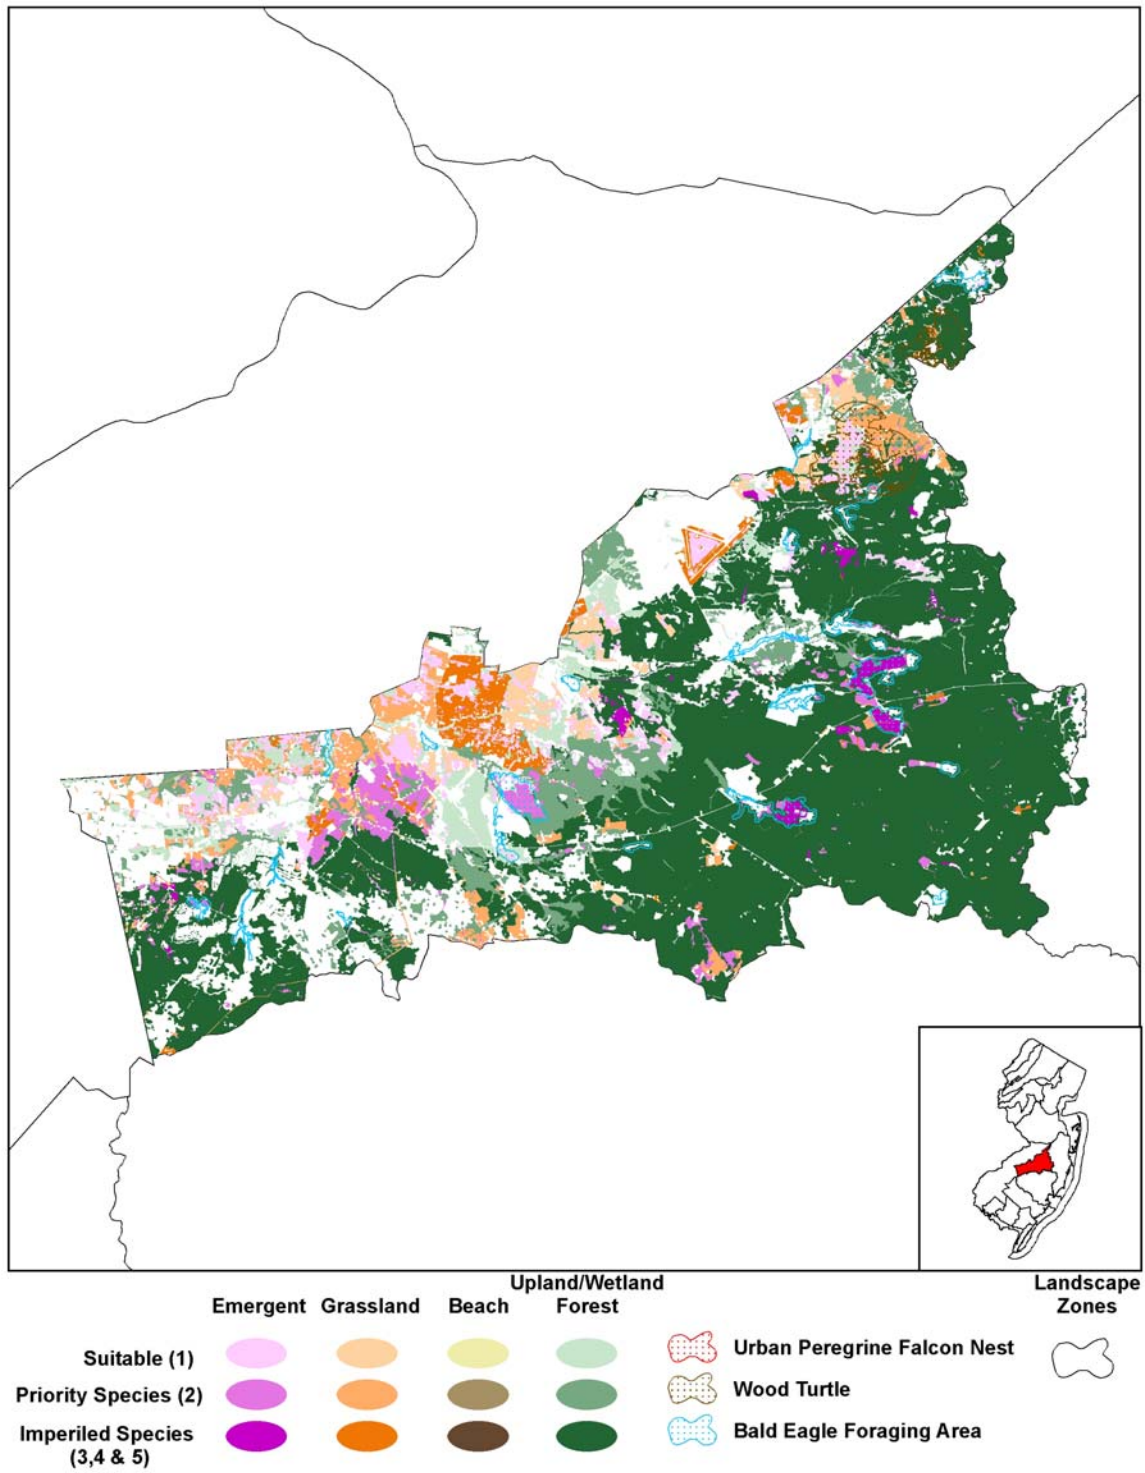 Upland/Wetland
Landscape
Emergent Grassland Beach Forest Zones
Suitable (1)
Priority Species (2)
Imperiled Species
(3,4 & 5)
Urban Peregrine Falcon Nest
Wood Turtle
Bald Eagle Foraging Area